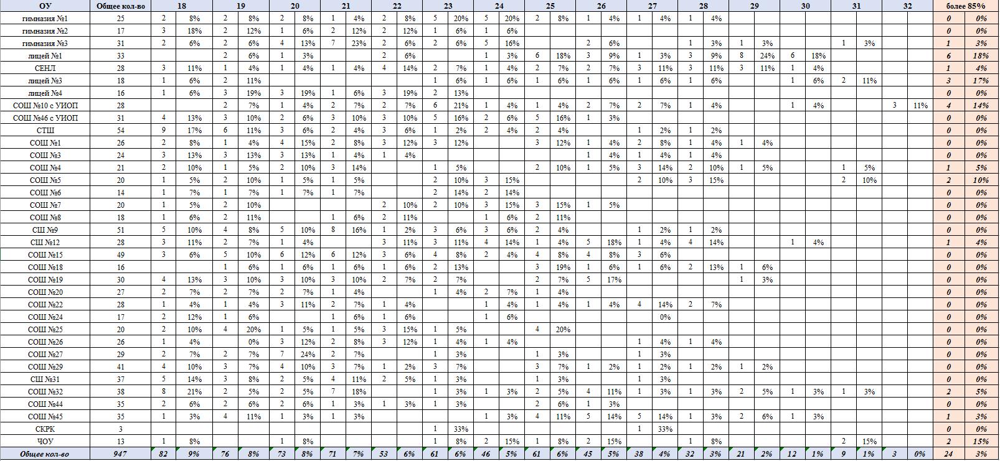 ОУ Общее кол-во 18 19 20 21 22 23 24 25 26 27 28 29 30 31 32 более 85%
гимназия №1 25 2 8% 2 8% 2 8% 1 4% 2 8% 5 20% 5 20% 2 8% 1 4% 1 4% 1 4% 0 0%
гимназия №2 17 3 18% 2 12% 1 6% 2 12% 2 12% 1 6% 1 6% 0 0%
гимназия №3 31 2 6% 2 6% 4 13% 7 23% 2 6% 2 6% 5 16% 2 6% 1 3% 1 3% 1 3% 1 3%
лицей №1 33 2 6% 1 3% 2 6% 1 3% 6 18% 3 9% 1 3% 3 9% 8 24% 6 18% 6 18%
СЕНЛ 28 3 11% 1 4% 1 4% 1 4% 4 14% 2 7% 1 4% 2 7% 2 7% 3 11% 3 11% 3 11% 1 4% 1 4%
лицей №3 18 1 6% 2 11% 1 6% 1 6% 1 6% 1 6% 1 6% 1 6% 1 6% 2 11% 3 17%
лицей №4 16 1 6% 3 19% 3 19% 1 6% 3 19% 2 13% 0 0%
СОШ №10 с УИОП 28 2 7% 1 4% 2 7% 2 7% 6 21% 1 4% 1 4% 2 7% 2 7% 1 4% 1 4% 3 11% 4 14%
СОШ №46 с УИОП 31 4 13% 3 10% 2 6% 3 10% 3 10% 5 16% 2 6% 5 16% 1 3% 0 0%
СТШ 54 9 17% 6 11% 3 6% 2 4% 3 6% 1 2% 2 4% 2 4% 1 2% 1 2% 0 0%
СОШ №1 26 2 8% 1 4% 4 15% 2 8% 3 12% 3 12% 3 12% 1 4% 2 8% 1 4% 1 4% 0 0%
СОШ №3 24 3 13% 3 13% 3 13% 1 4% 1 4% 1 4% 1 4% 1 4% 0 0%
СОШ №4 21 2 10% 1 5% 2 10% 3 14% 1 5% 2 10% 1 5% 3 14% 2 10% 1 5% 1 5% 1 5%
СОШ №5 20 1 5% 2 10% 1 5% 1 5% 2 10% 3 15% 2 10% 3 15% 2 10% 2 10%
СОШ №6 14 1 7% 1 7% 1 7% 1 7% 2 14% 2 14% 0 0%
СОШ №7 20 1 5% 2 10% 2 10% 2 10% 3 15% 3 15% 1 5% 0 0%
СОШ №8 18 1 6% 2 11% 1 6% 2 11% 1 6% 2 11% 0 0%
СШ №9 51 5 10% 4 8% 5 10% 8 16% 1 2% 3 6% 3 6% 2 4% 1 2% 1 2% 0 0%
СШ №12 28 3 11% 2 7% 1 4% 3 11% 3 11% 4 14% 1 4% 5 18% 1 4% 4 14% 1 4% 1 4%
СОШ №15 49 3 6% 5 10% 6 12% 6 12% 3 6% 4 8% 2 4% 4 8% 4 8% 3 6% 0 0%
СОШ №18 16 1 6% 1 6% 1 6% 1 6% 2 13% 3 19% 1 6% 1 6% 2 13% 1 6% 0 0%
СОШ №19 30 4 13% 3 10% 3 10% 3 10% 2 7% 2 7% 2 7% 5 17% 1 3% 0 0%
СОШ №20 27 2 7% 2 7% 2 7% 1 4% 1 4% 2 7% 1 4% 0 0%
СОШ №22 28 1 4% 1 4% 3 11% 2 7% 1 4% 1 4% 1 4% 1 4% 4 14% 2 7% 0 0%
СОШ №24 17 2 12% 1 6% 1 6% 1 6% 1 6% 0% 0 0%
СОШ №25 20 2 10% 4 20% 1 5% 1 5% 3 15% 1 5% 4 20% 0 0%
СОШ №26 26 1 4% 0% 3 12% 2 8% 3 12% 1 4% 1 4% 1 4% 1 4% 0 0%
СОШ №27 29 2 7% 2 7% 7 24% 2 7% 1 3% 1 3% 1 3% 0 0%
СОШ №29 41 4 10% 3 7% 4 10% 3 7% 1 2% 3 7% 3 7% 1 2% 1 2% 1 2% 1 2% 0 0%
СШ №31 37 5 14% 3 8% 2 5% 4 11% 2 5% 1 3% 1 3% 1 3% 0 0%
СОШ №32 38 8 21% 2 5% 2 5% 7 18% 1 3% 1 3% 2 5% 4 11% 1 3% 1 3% 2 5% 1 3% 1 3% 2 5%
СОШ №44 35 2 6% 2 6% 2 6% 1 3% 1 3% 1 3% 2 6% 1 3% 0 0%
СОШ №45 35 1 3% 4 11% 1 3% 1 3% 1 3% 4 11% 5 14% 5 14% 1 3% 2 6% 1 3% 1 3%
СКРК 3 1 33% 1 33% 0 0%
ЧОУ 13 1 8% 1 8% 1 8% 2 15% 1 8% 2 15% 1 8% 2 15% 2 15%
Общее кол-во 947 82 9% 76 8% 73 8% 71 7% 53 6% 61 6% 46 5% 61 6% 45 5% 38 4% 32 3% 21 2% 12 1% 9 1% 3 0% 24 3%